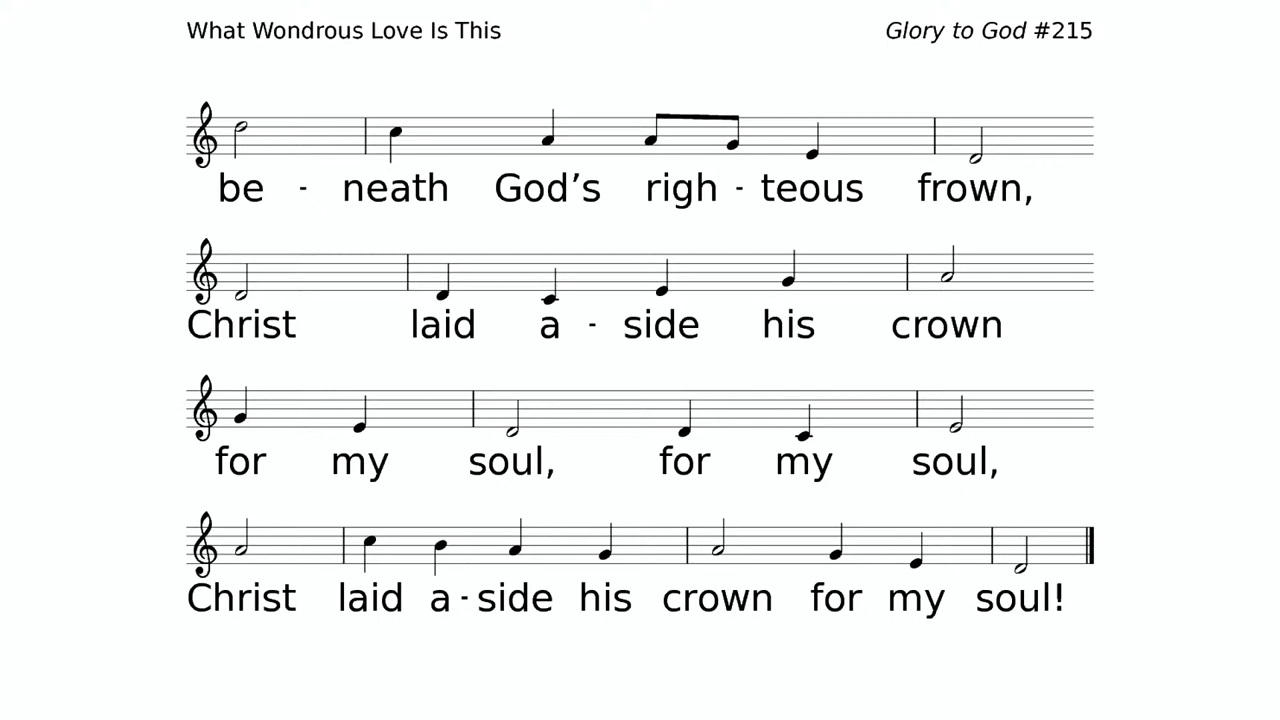 What Wondrous Love Is This Glory to God #215
be - neath God’s righ - teous frown,
Christ laid a - side his crown
for my soul, for my soul,
Christ laid a - side his crown for my soul!